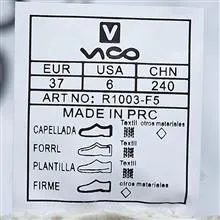 V
VICO
EUR USA CHN
37 6 240
ART NO: R1003-F5
MADE IN PRC
Textil otros materiales
CAPELLADA
Textil
FORRL
Textil
PLANTILLA
Textil otros materiales
FIRME